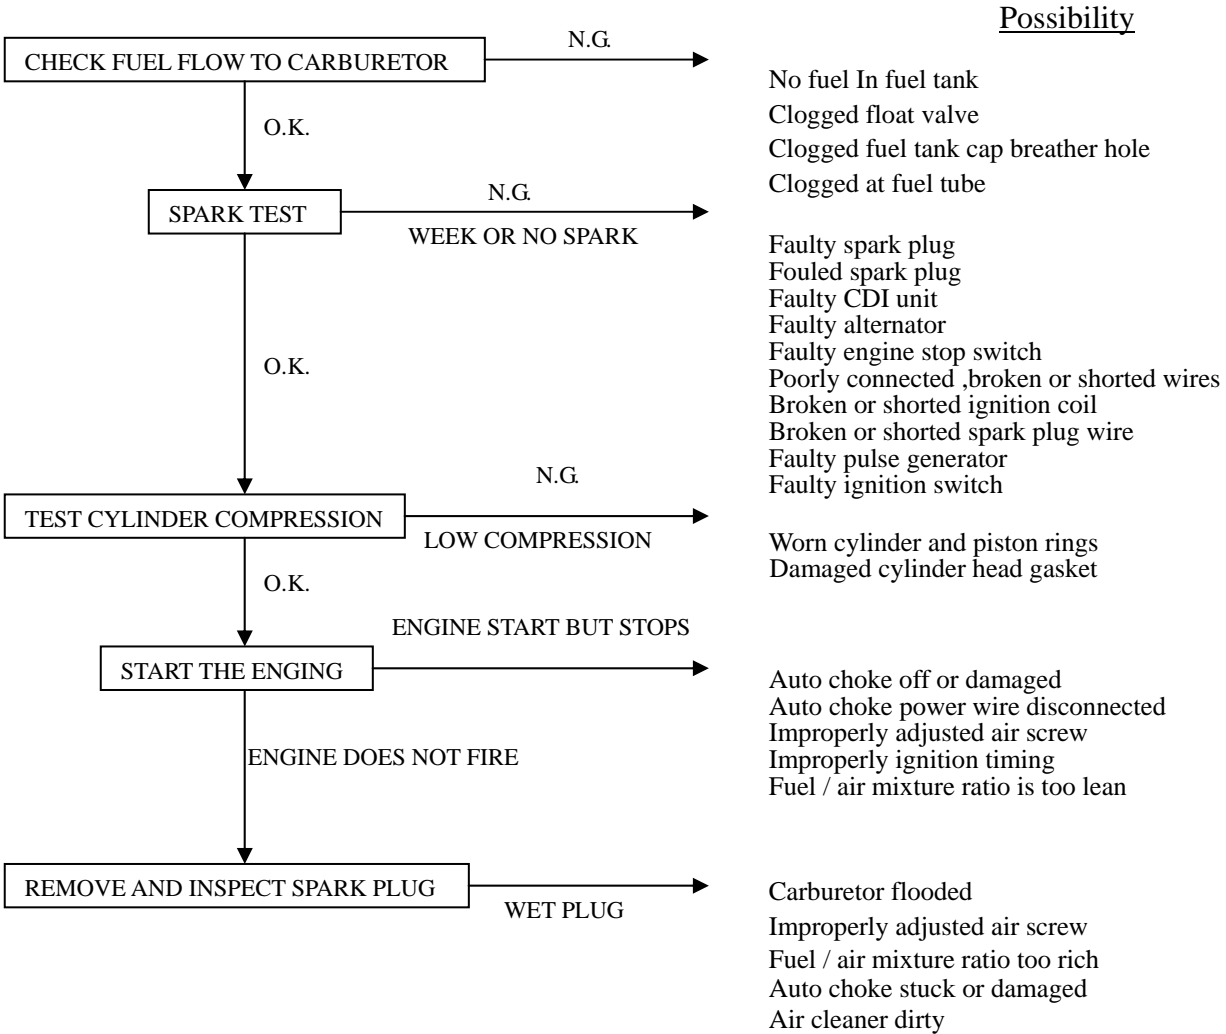 Possibility
N.G.
CHECK FUEL FLOW TO CARBURETOR
No fuel In fuel tank
Clogged float valve
O.K.
Clogged fuel tank cap breather hole
Clogged at fuel tube
N.G.
SPARK TEST
WEEK OR NO SPARK
Faulty spark plug
Fouled spark plug
Faulty CDI unit
Faulty alternator
Faulty engine stop switch
O.K.
Poorly connected ,broken or shorted wires
Broken or shorted ignition coil
Broken or shorted spark plug wire
Faulty pulse generator
Faulty ignition switch
N.G.
TEST CYLINDER COMPRESSION
LOW COMPRESSION
Worn cylinder and piston rings
Damaged cylinder head gasket
O.K.
ENGINE START BUT STOPS
START THE ENGING
Auto choke off or damaged
Auto choke power wire disconnected
Improperly adjusted air screw
Improperly ignition timing
Fuel / air mixture ratio is too lean
ENGINE DOES NOT FIRE
REMOVE AND INSPECT SPARK PLUG
WET PLUG
Carburetor flooded
Improperly adjusted air screw
Fuel / air mixture ratio too rich
Auto choke stuck or damaged
Air cleaner dirty